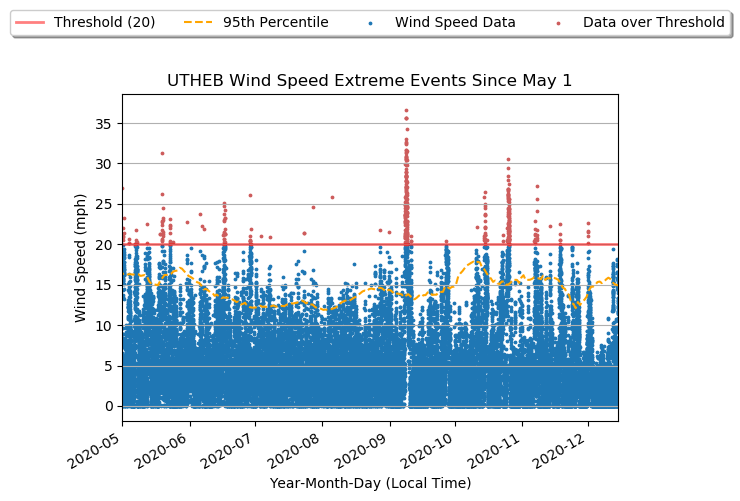 Threshold (20) 95th Percentile Wind Speed Data Data over Threshold
UTHEB Wind Speed Extreme Events Since May 1
Wind Speed (mph)
35
30
25
20
15
10
5
0
2020-05 2020-06 2020-07 2020-08 2020-09 2020-10 2020-11 2020-12
Year-Month-Day (Local Time)